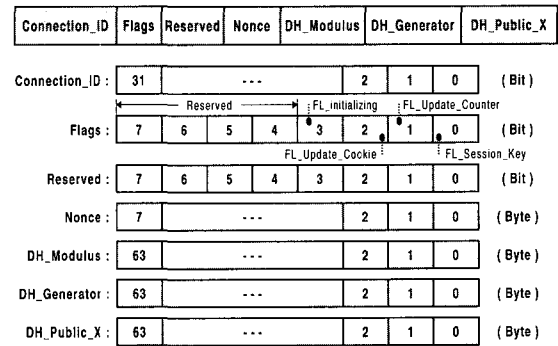 Connection_ID Flags Reserved Nonce DH_Modulus DH_Generator DH_Public_X
Connection_ID : 31 --- 2 1 0 ( Bit )
Reserved FL_initializing FL_Update_Counter
Flags : 7 6 5 4 3 2 1 0 ( Bit )
FL_Update_Cockie FL_Session_Key
Reserved : 7 6 5 4 3 2 1 0 ( Bit )
Nonce : 7 --- 2 1 0 ( Byte )
DH_Modulus : 63 --- 2 1 0 ( Byte )
DH_Generator : 63 --- 2 1 0 ( Byte )
DH_Public_X : 63 --- 2 1 0 ( Byte )